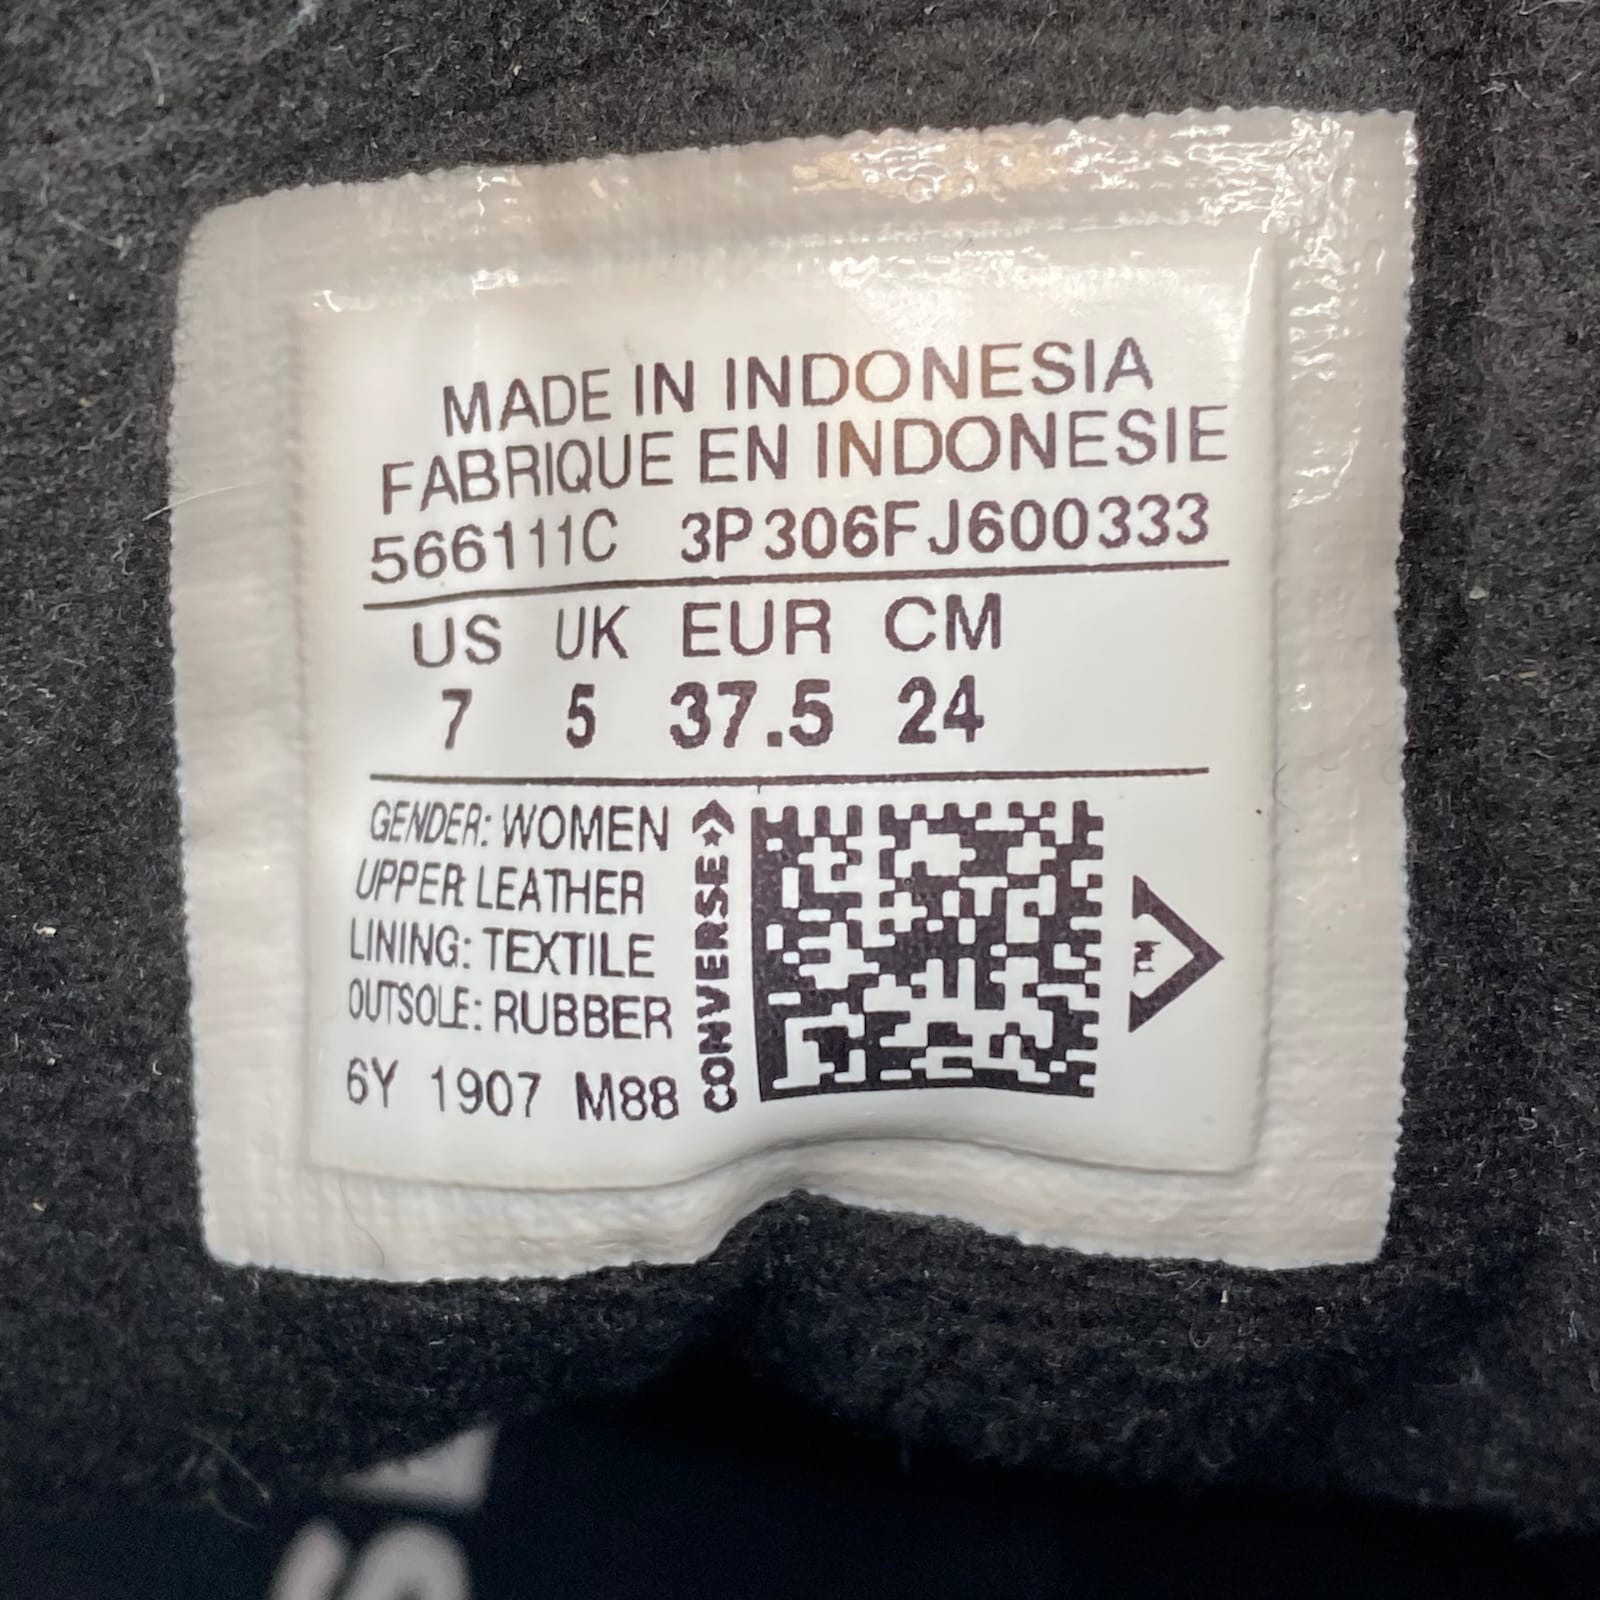 MADE IN INDONESIA
FABRIQUE EN INDONESIE
566111C 3P306FJ600333
US UK EUR CM
7 5 37.5 24
GENDER: WOMEN
UPPER: LEATHER
LINING: TEXTILE
OUTSOLE: RUBBER
6Y 1907 M88
CONVERSE
TM